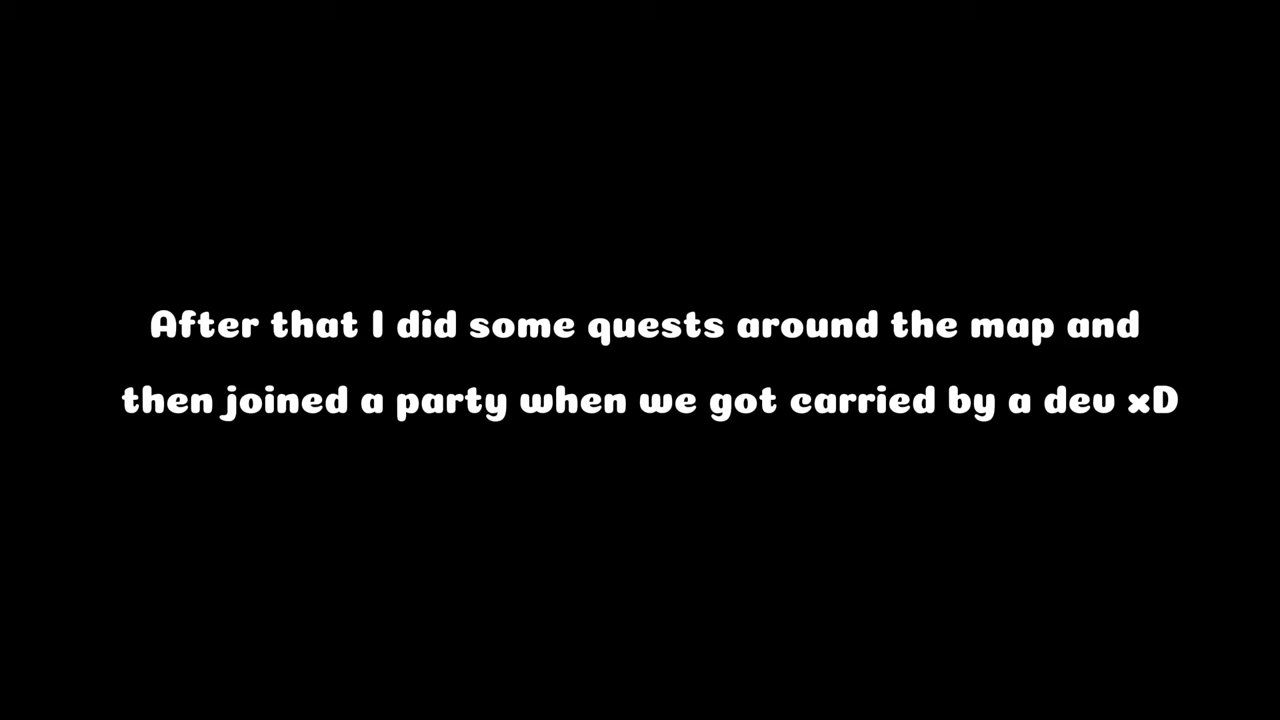 After that I did some quests around the map and
then joined a party when we got carried by a dev xD